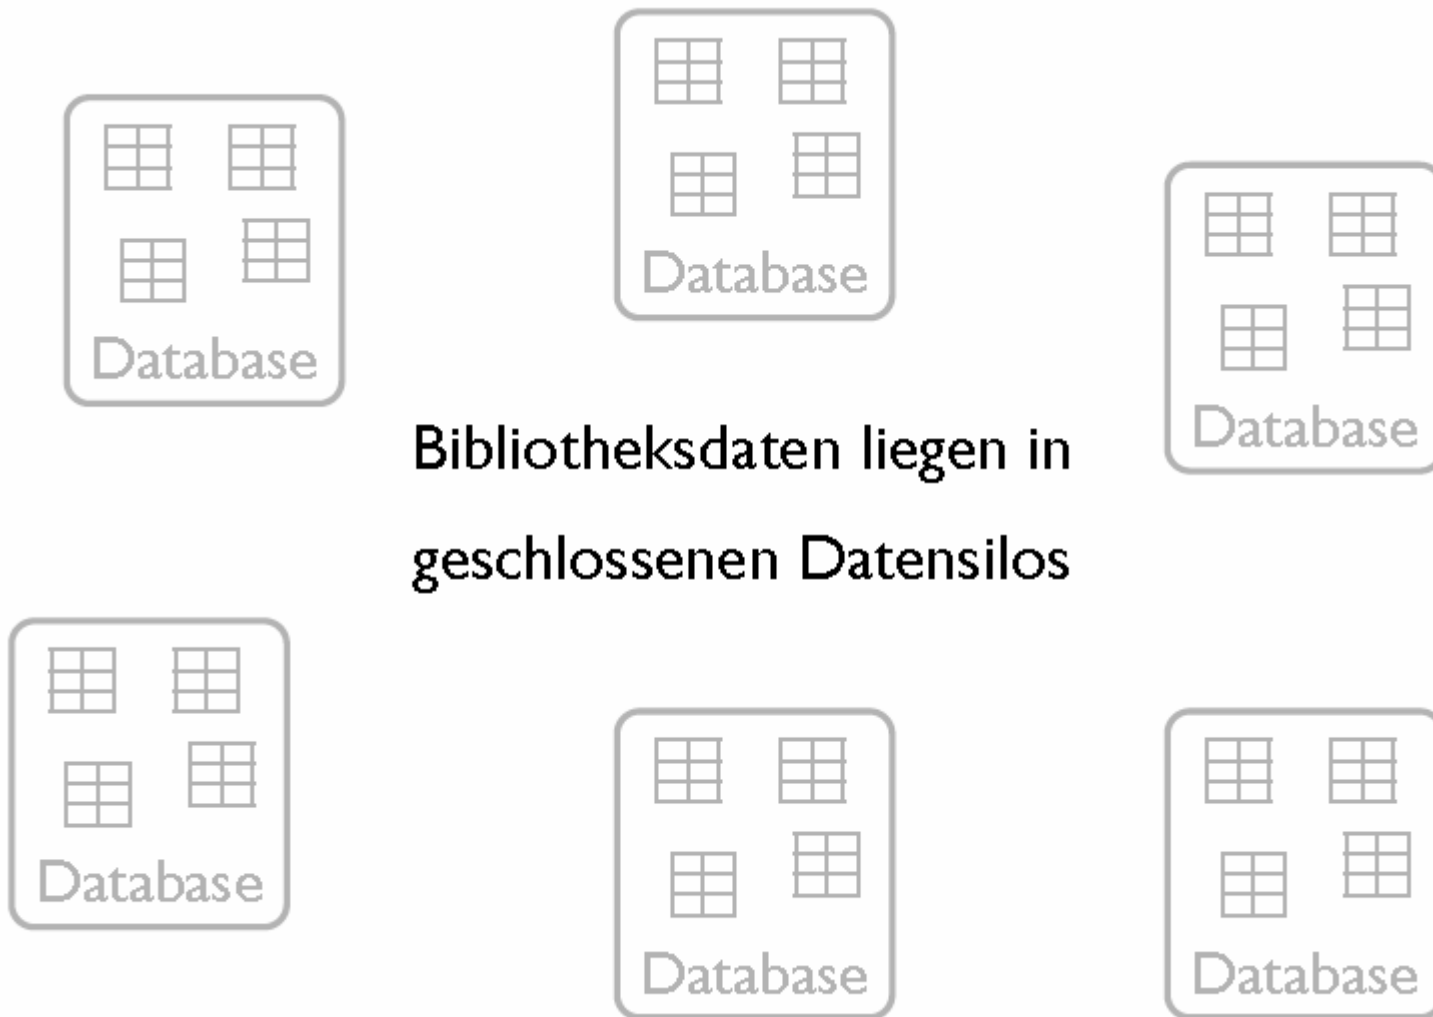 Database
Database
Database
Bibliotheksdaten liegen in
geschlossenen Datensilos
Database
Database
Database